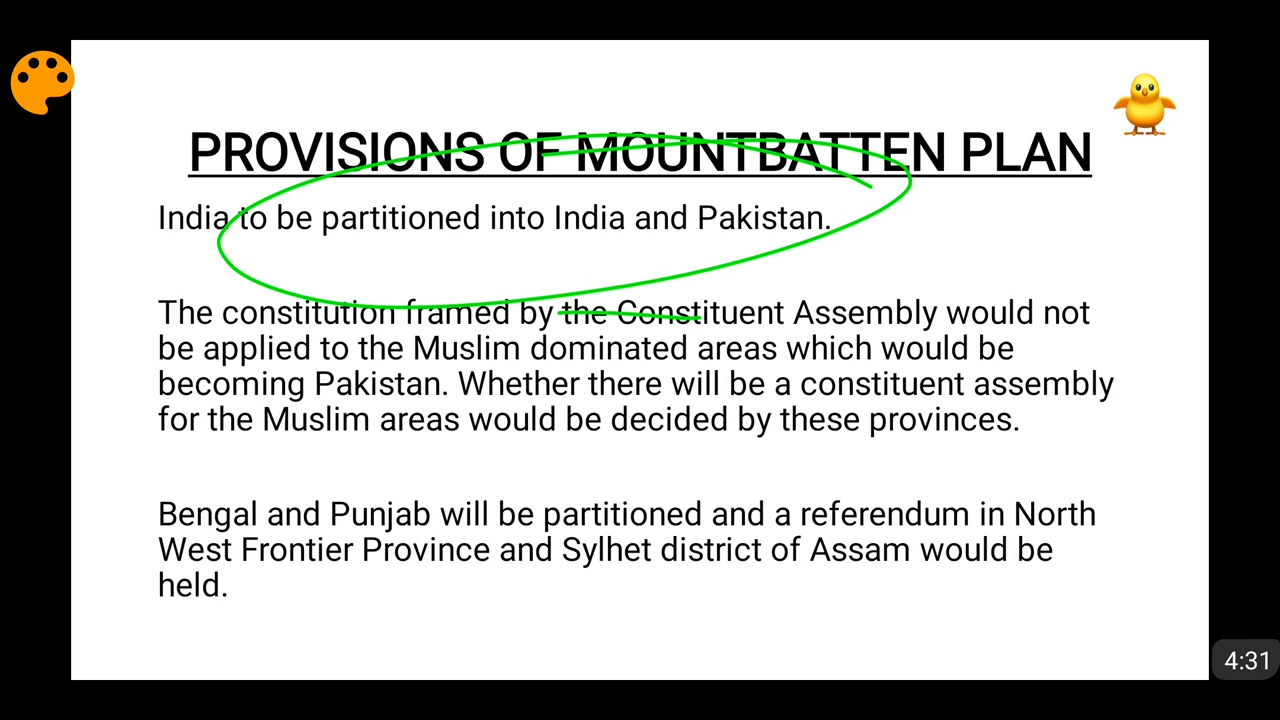 PROVISIONS OF MOUNTBATTEN PLAN
India to be partitioned into India and Pakistan.
The constitution framed by the Constituent Assembly would not
be applied to the Muslim dominated areas which would be
becoming Pakistan. Whether there will be a constituent assembly
for the Muslim areas would be decided by these provinces.
Bengal and Punjab will be partitioned and a referendum in North
West Frontier Province and Sylhet district of Assam would be
held.
4:31